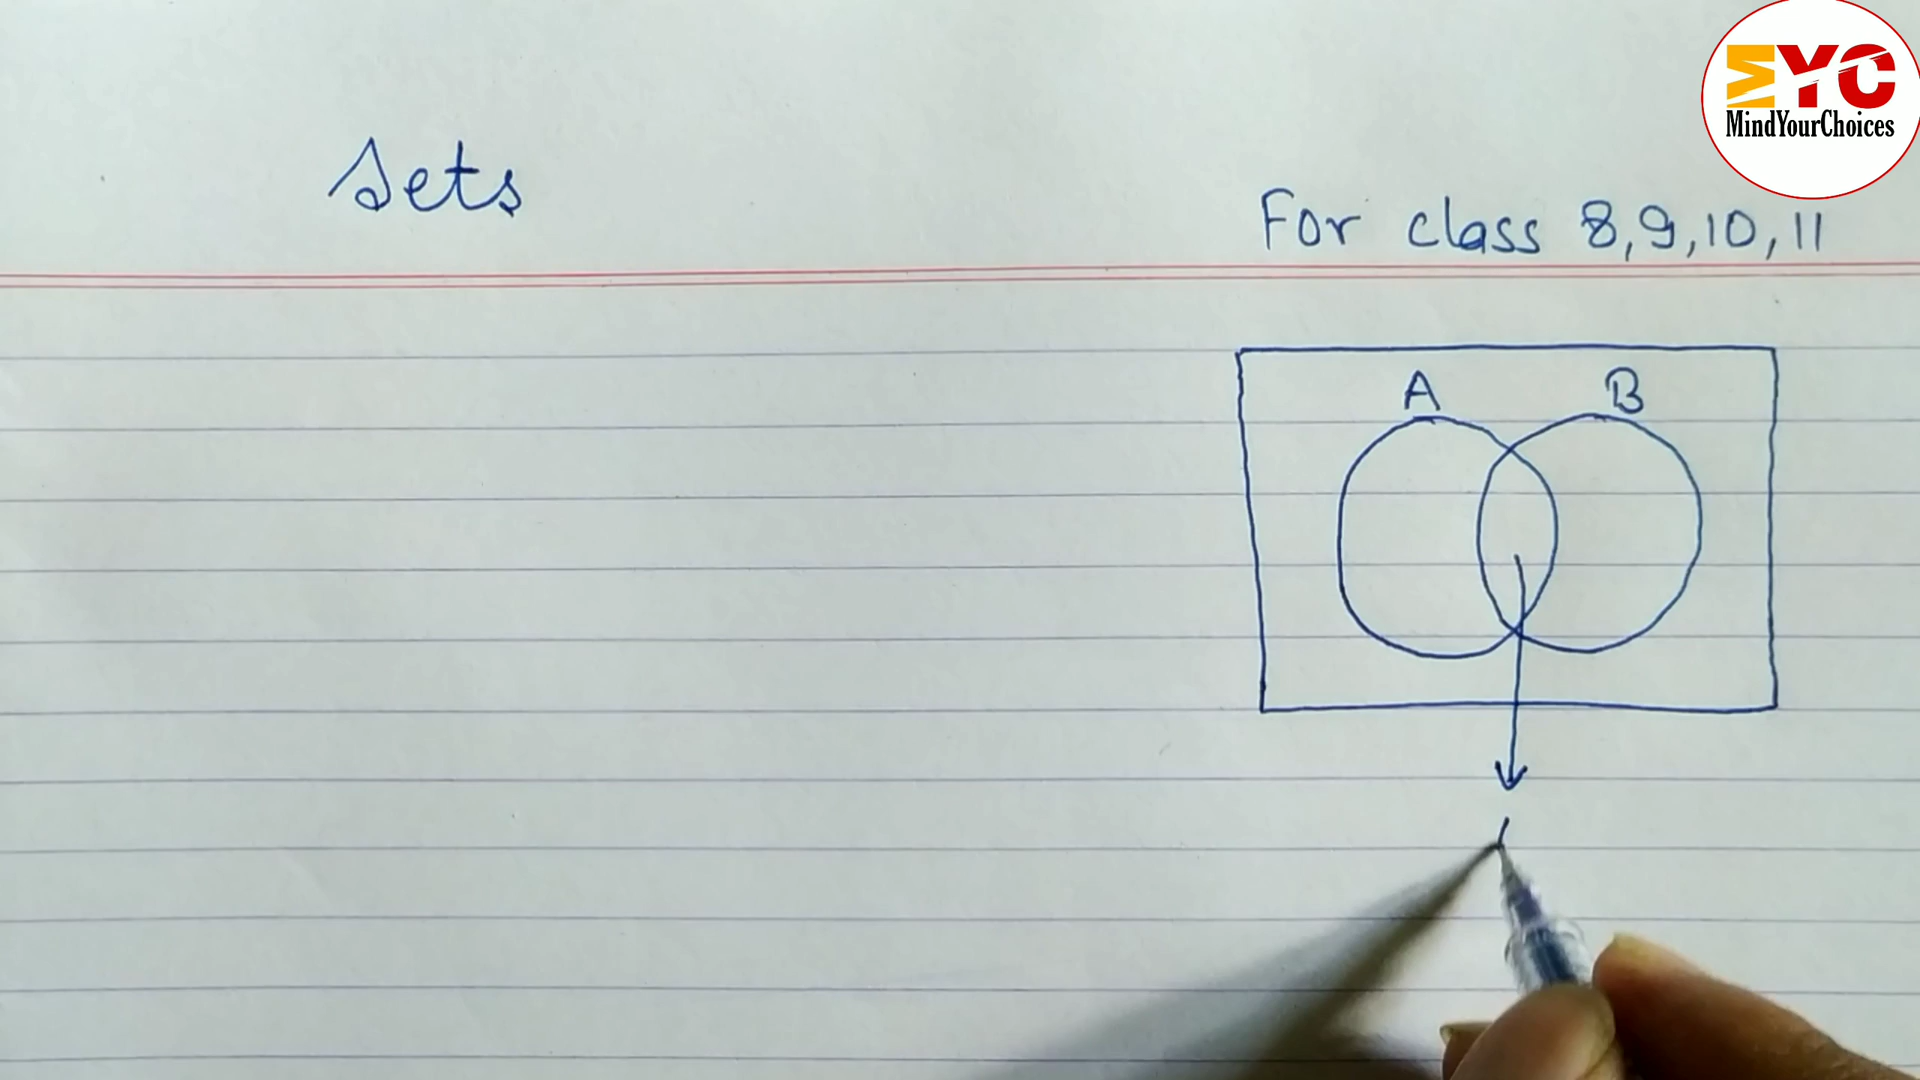 MYC
MindYourChoices
Sets
For class 8,9,10,11
A
B